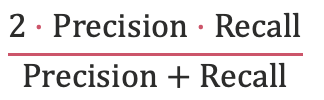 2 · Precision · Recall
Precision + Recall